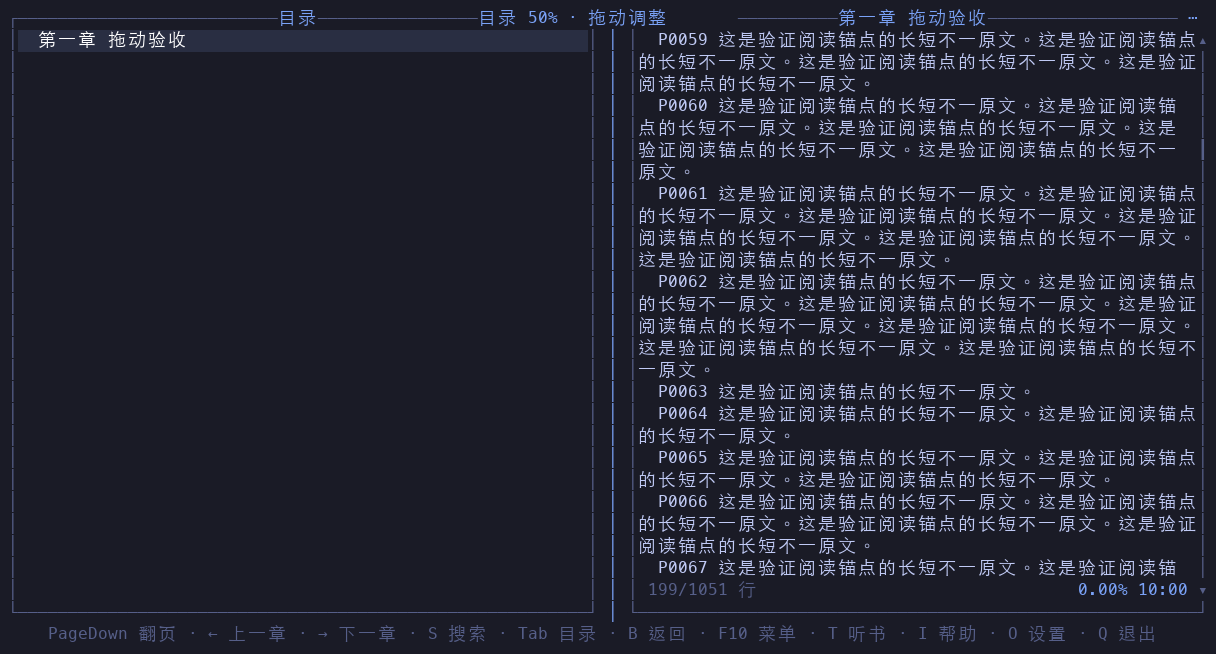 目录 目录 50% · 拖动调整 第一章 拖动验收 …
第一章 拖动验收
P0059 这是验证阅读锚点的长短不一原文。这是验证阅读锚点
的长短不一原文。这是验证阅读锚点的长短不一原文。这是验证
阅读锚点的长短不一原文。
P0060 这是验证阅读锚点的长短不一原文。这是验证阅读锚
点的长短不一原文。这是验证阅读锚点的长短不一原文。这是
验证阅读锚点的长短不一原文。这是验证阅读锚点的长短不一
原文。
P0061 这是验证阅读锚点的长短不一原文。这是验证阅读锚点
的长短不一原文。这是验证阅读锚点的长短不一原文。这是验证
阅读锚点的长短不一原文。这是验证阅读锚点的长短不一原文。
这是验证阅读锚点的长短不一原文。
P0062 这是验证阅读锚点的长短不一原文。这是验证阅读锚点
的长短不一原文。这是验证阅读锚点的长短不一原文。这是验证
阅读锚点的长短不一原文。这是验证阅读锚点的长短不一原文。
这是验证阅读锚点的长短不一原文。这是验证阅读锚点的长短不
一原文。
P0063 这是验证阅读锚点的长短不一原文。
P0064 这是验证阅读锚点的长短不一原文。这是验证阅读锚点
的长短不一原文。
P0065 这是验证阅读锚点的长短不一原文。这是验证阅读锚点
的长短不一原文。这是验证阅读锚点的长短不一原文。
P0066 这是验证阅读锚点的长短不一原文。这是验证阅读锚点
的长短不一原文。这是验证阅读锚点的长短不一原文。这是验证
阅读锚点的长短不一原文。
P0067 这是验证阅读锚点的长短不一原文。这是验证阅读锚
199/1051 行 0.00% 10:00
PageDown 翻页 · ← 上一章 · → 下一章 · S 搜索 · Tab 目录 · B 返回 · F10 菜单 · T 听书 · I 帮助 · O 设置 · Q 退出